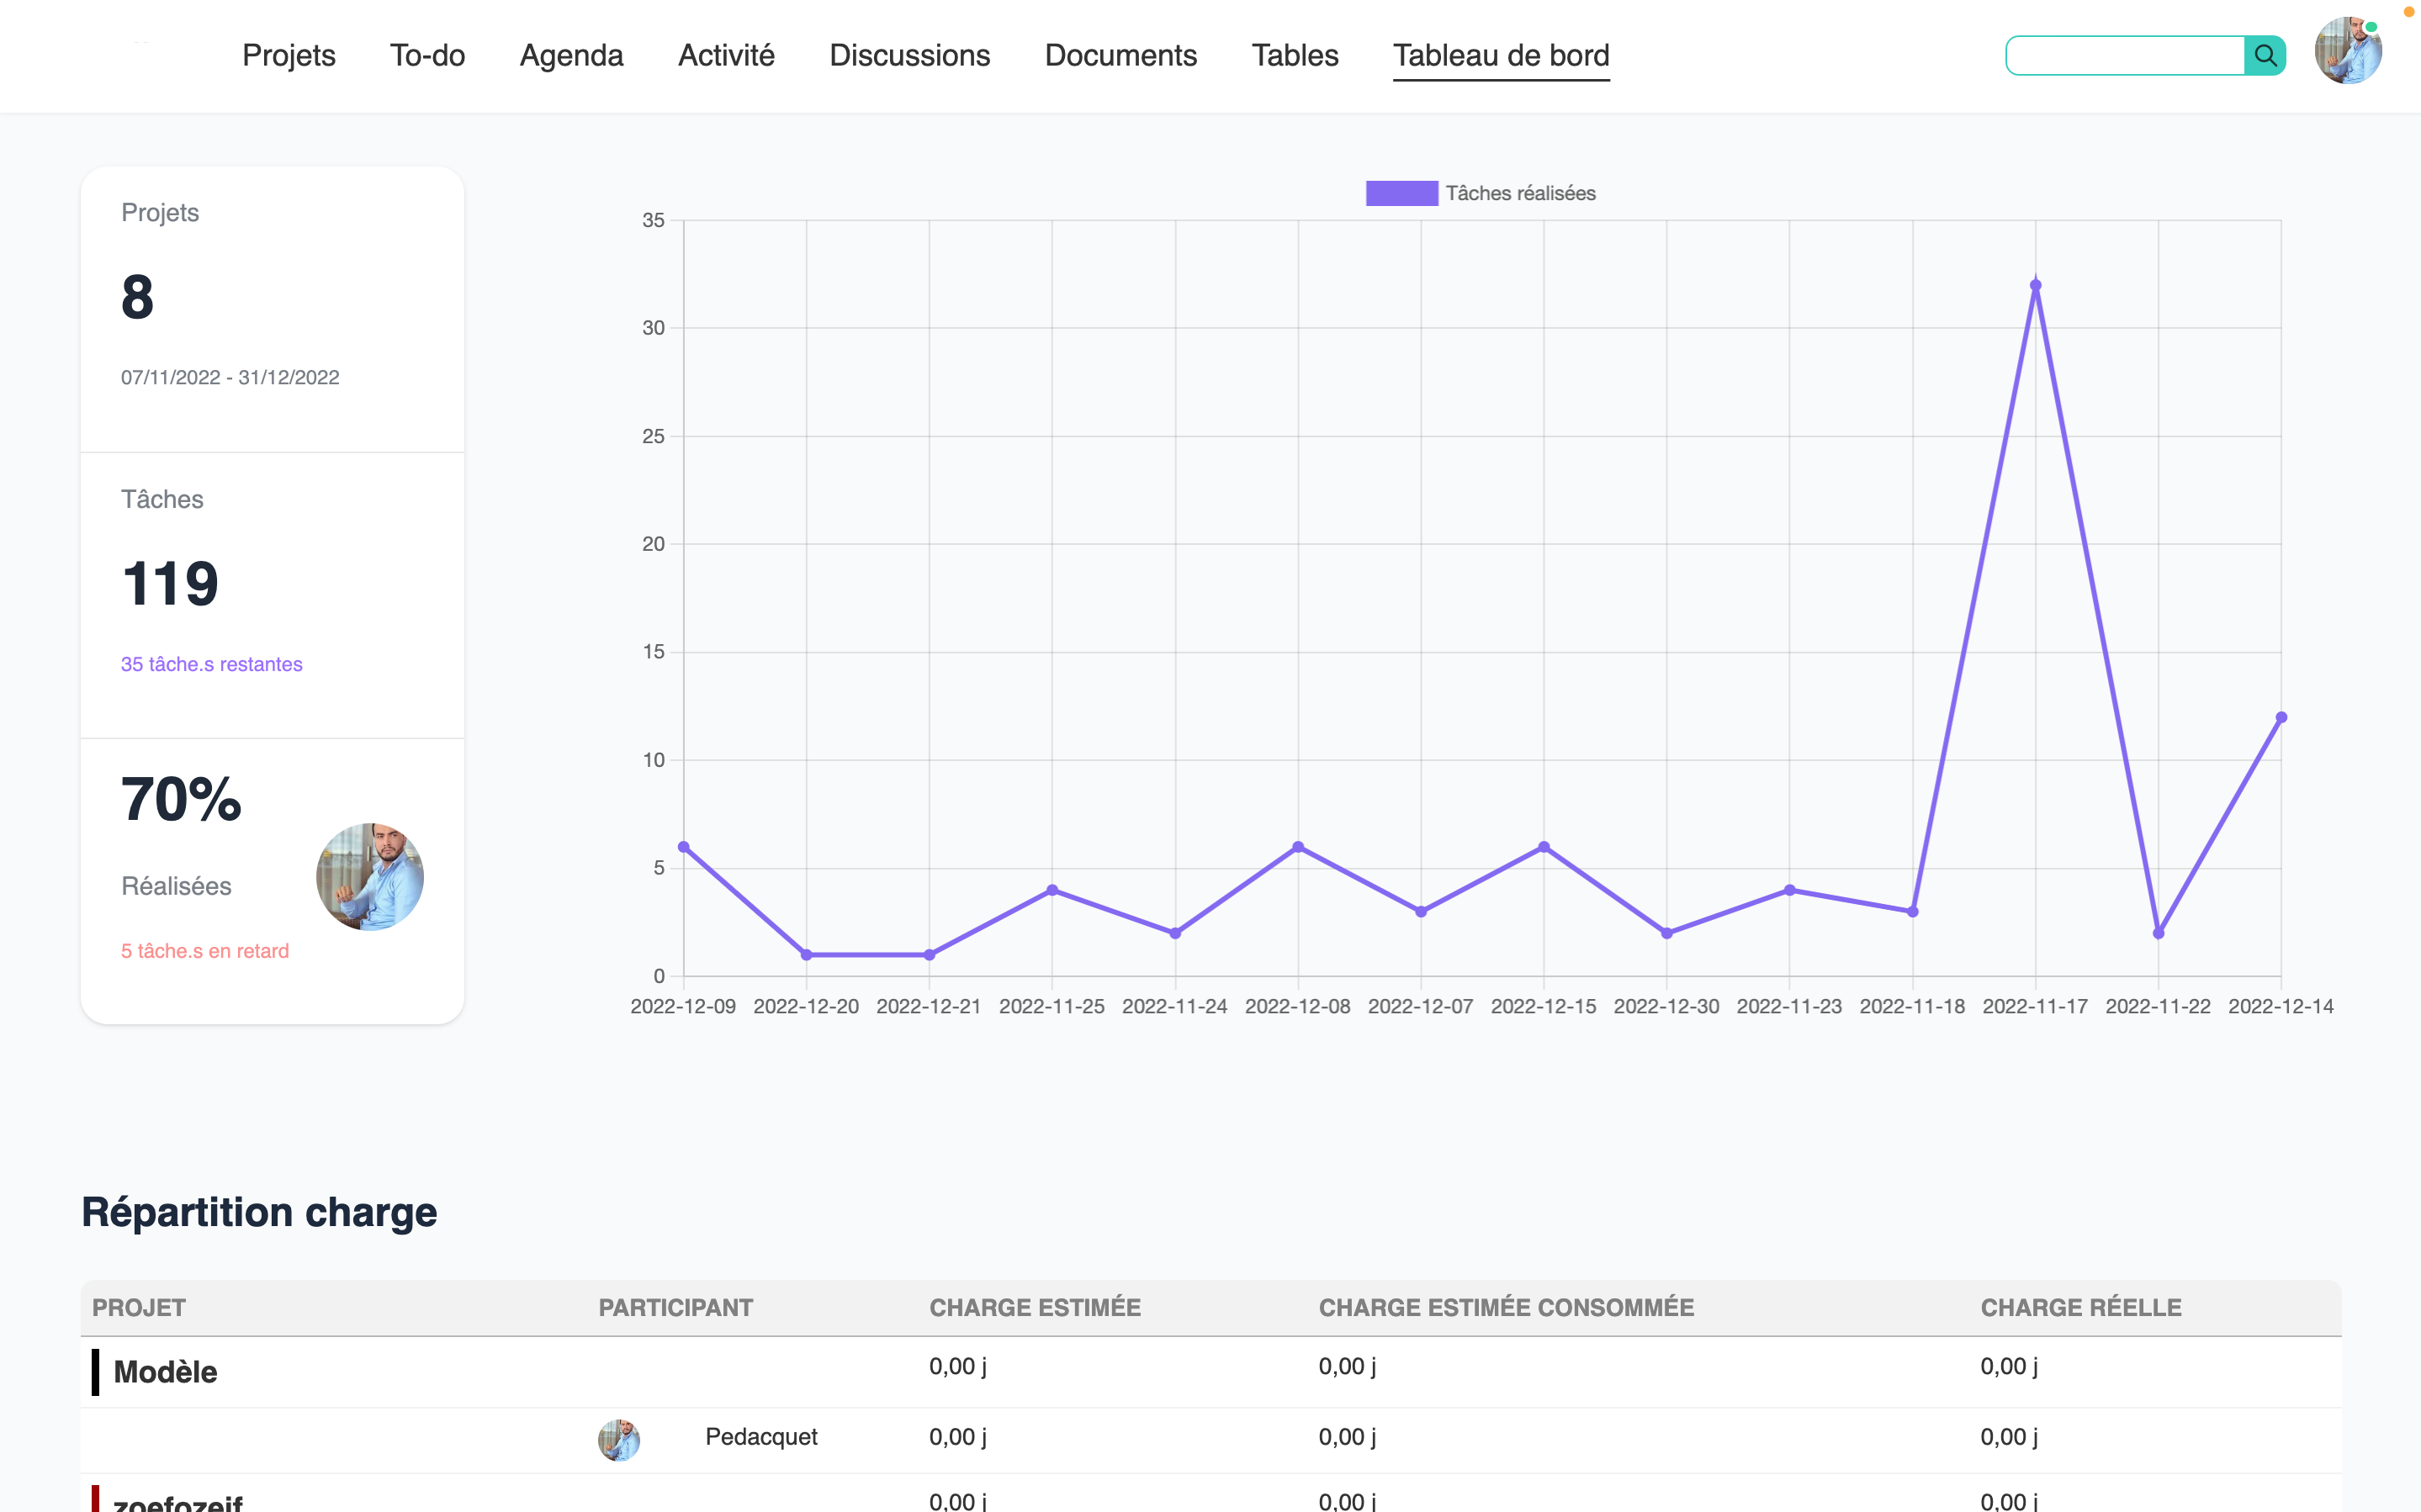 Projets To-do Agenda Activité Discussions Documents Tables Tableau de bord
Projets
8
07/11/2022 - 31/12/2022
Tâches
119
35 tâche.s restantes
70%
Réalisées
5 tâche.s en retard
Tâches réalisées
35
30
25
20
15
10
5
0
2022-12-09 2022-12-20 2022-12-21 2022-11-25 2022-11-24 2022-12-08 2022-12-07 2022-12-15 2022-12-30 2022-11-23 2022-11-18 2022-11-17 2022-11-22 2022-12-14
Répartition charge
PROJET PARTICIPANT CHARGE ESTIMÉE CHARGE ESTIMÉE CONSOMMÉE CHARGE RÉELLE
Modèle 0,00 j 0,00 j 0,00 j
Pedacquet 0,00 j 0,00 j 0,00 j
zoefozeif 0,00 j 0,00 j 0,00 j